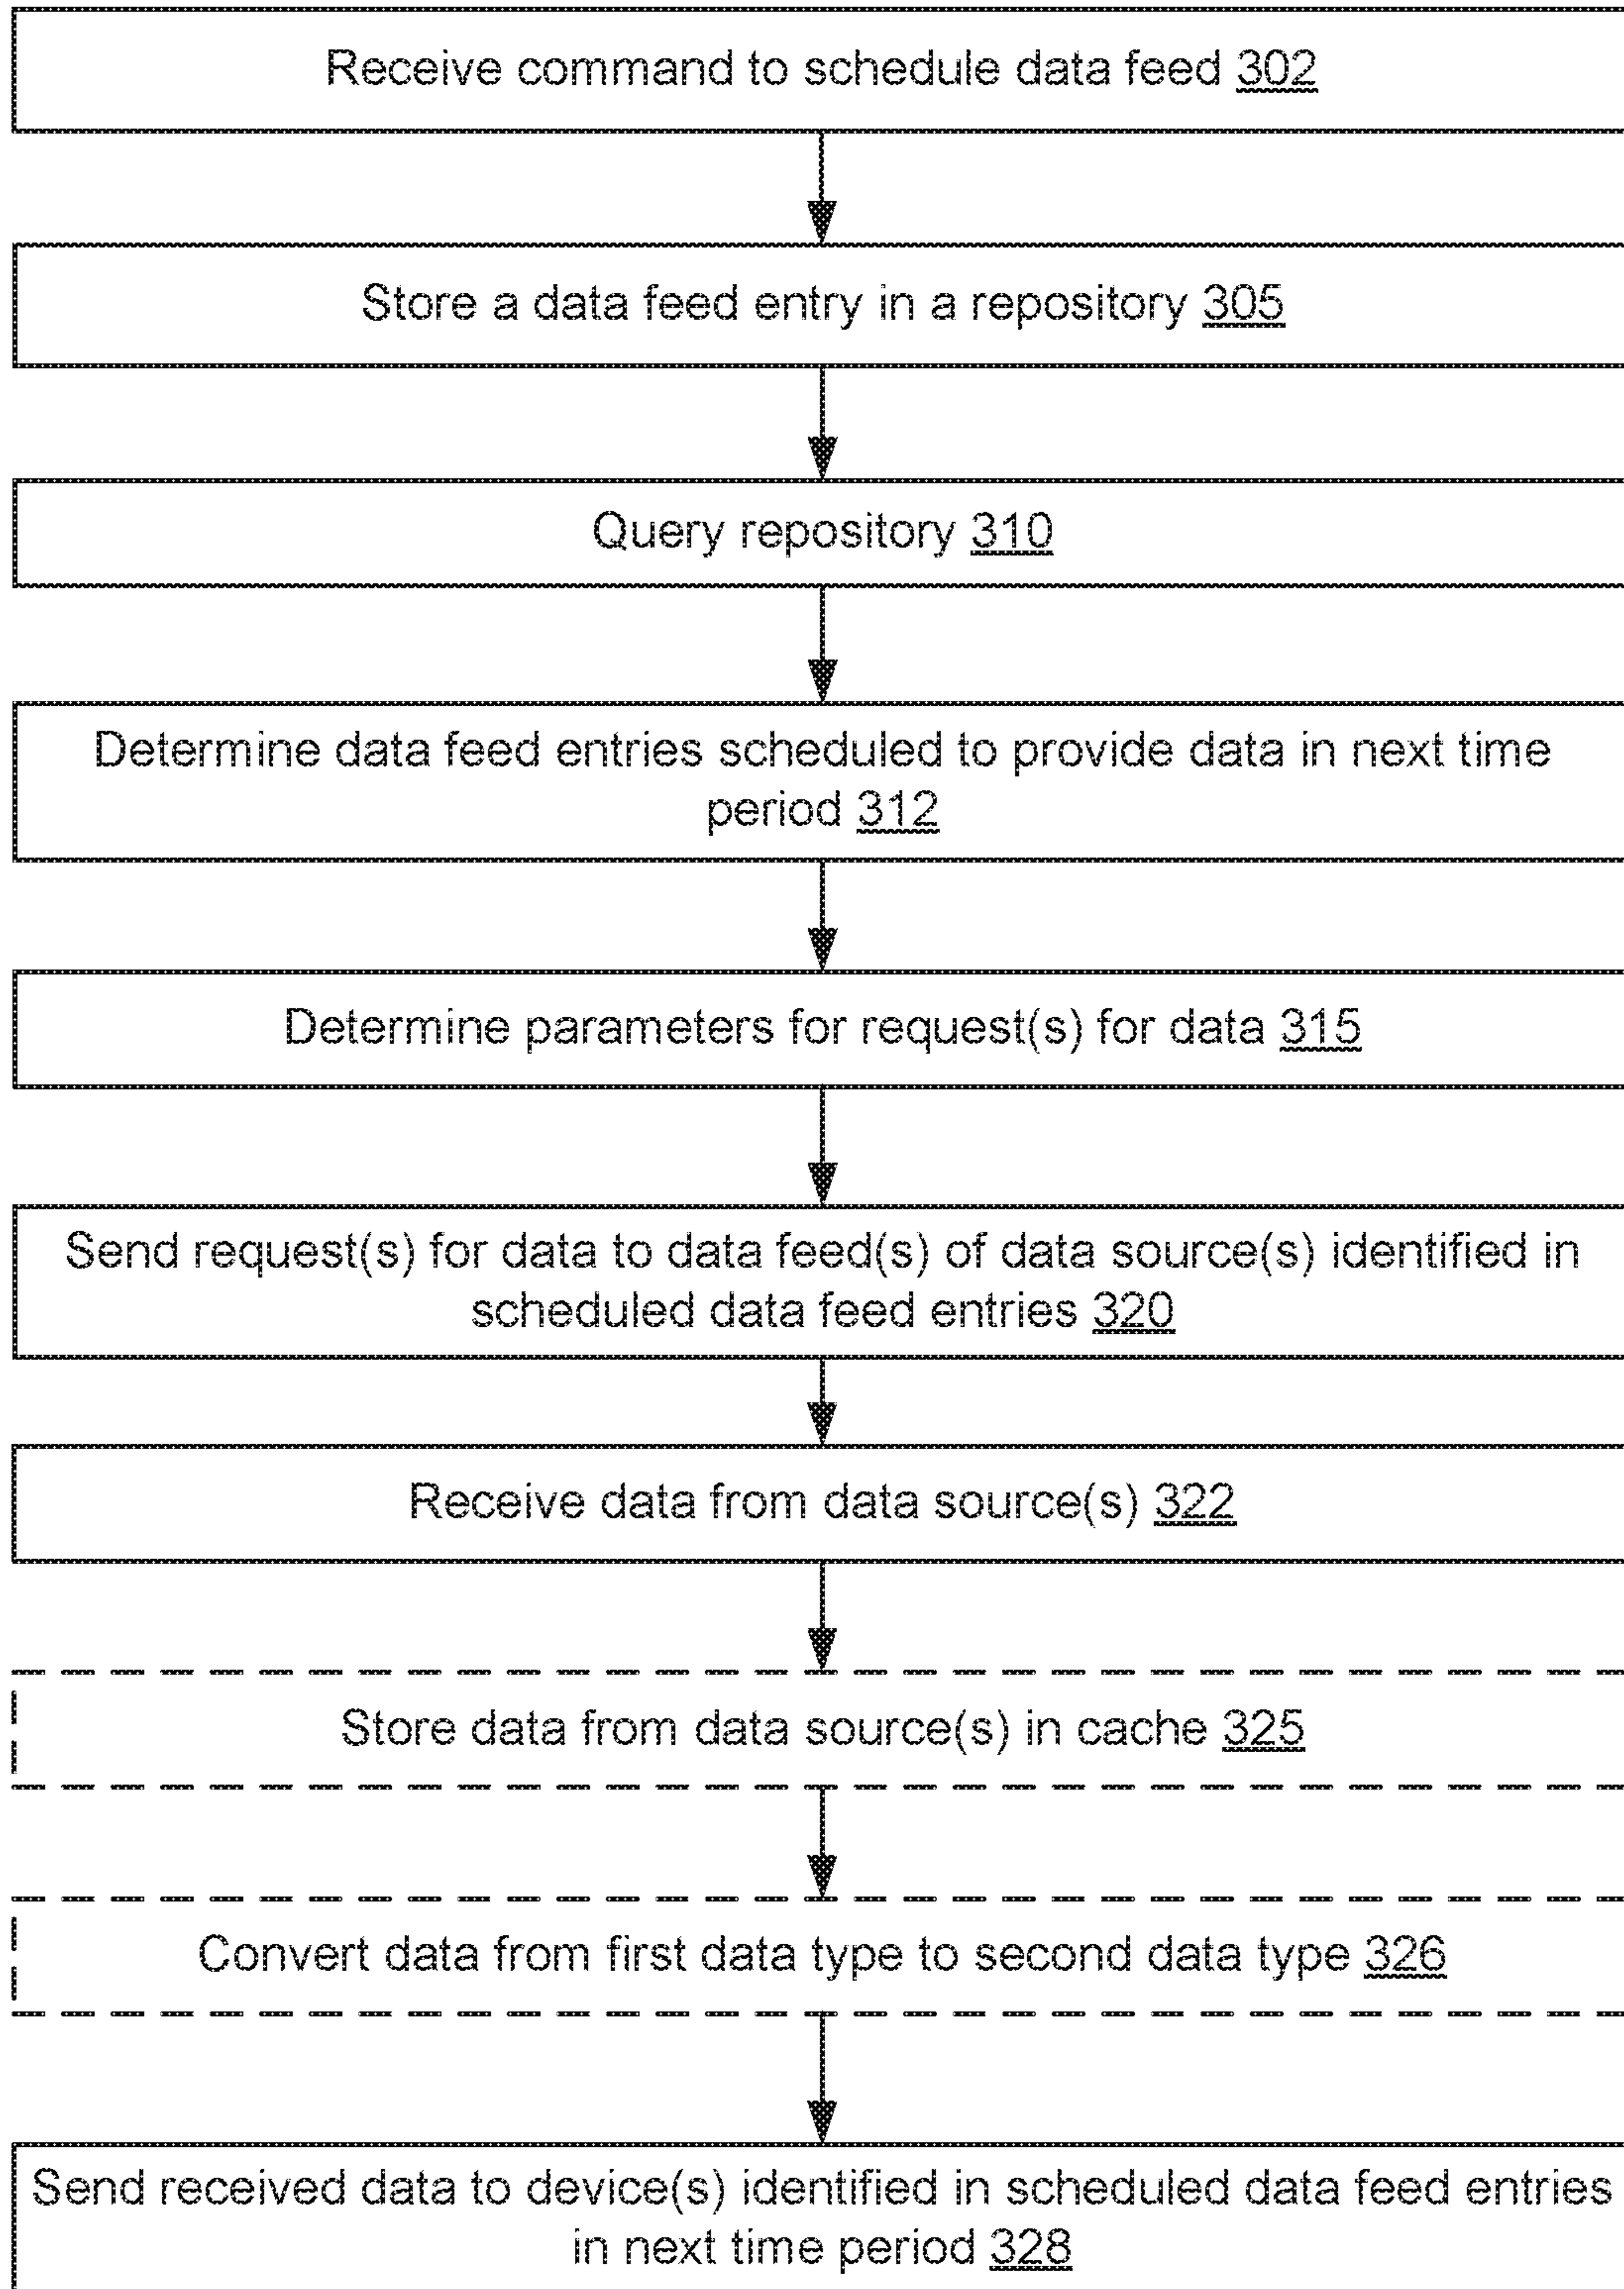 Receive command to schedule data feed 302
Store a data feed entry in a repository 305
Query repository 310
Determine data feed entries scheduled to provide data in next time
period 312
Determine parameters for request(s) for data 315
Send request(s) for data to data feed(s) of data source(s) identified in
scheduled data feed entries 320
Receive data from data source(s) 322
Store data from data source(s) in cache 325
Convert data from first data type to second data type 326
Send received data to device(s) identified in scheduled data feed entries
in next time period 328